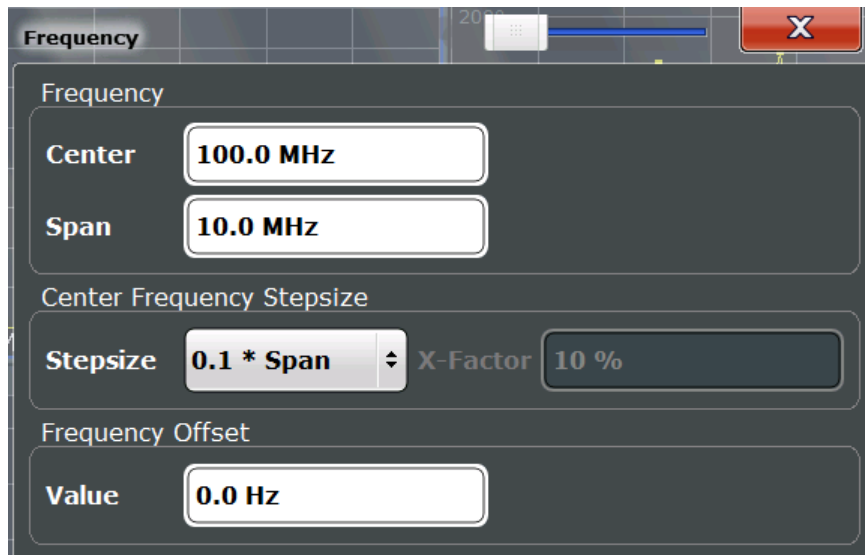 Frequency
X
Frequency
Center 100.0 MHz
Span 10.0 MHz
Center Frequency Stepsize
Stepsize 0.1 * Span X-Factor 10 %
Frequency Offset
Value 0.0 Hz